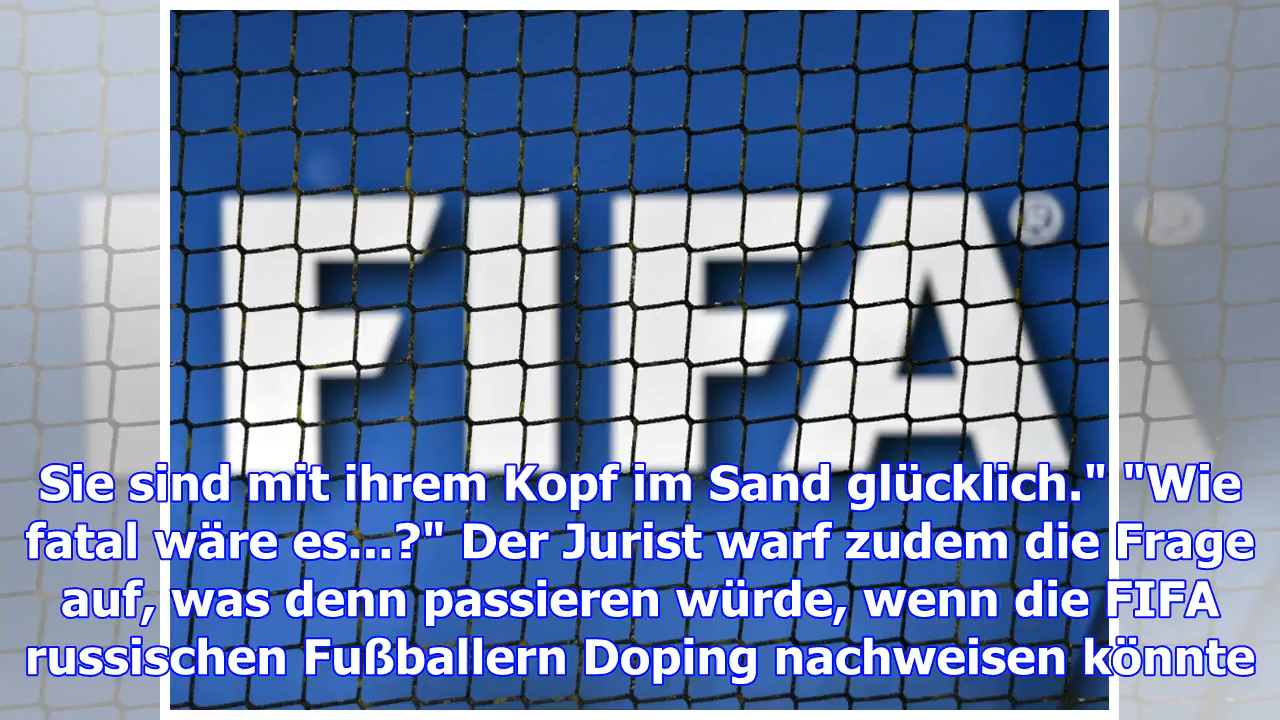 FIFA®
Sie sind mit ihrem Kopf im Sand glücklich." "Wie
fatal wäre es...?" Der Jurist warf zudem die Frage
auf, was denn passieren würde, wenn die FIFA
russischen Fußballern Doping nachweisen könnte